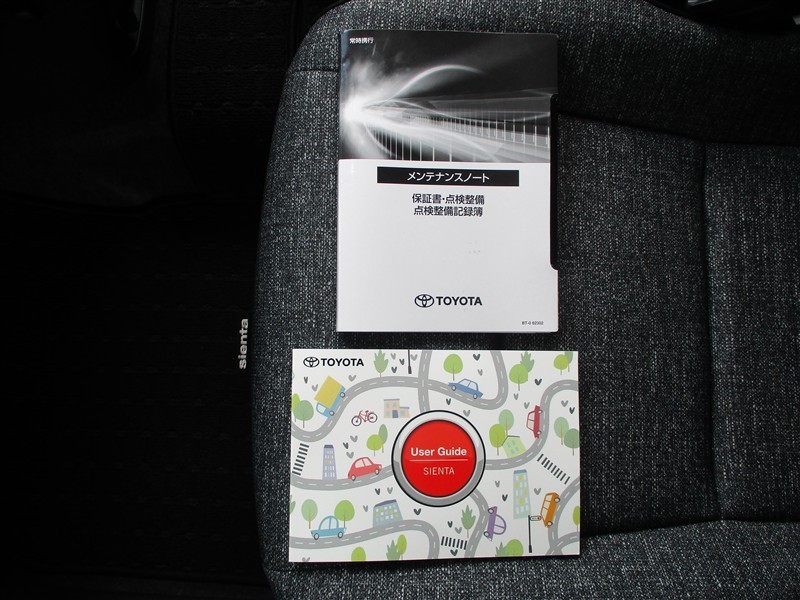 常時携行
メンテナンスノート
保証書・点検整備
点検整備記録簿
TOYOTA
sienta
TOYOTA
User Guide
SIENTA